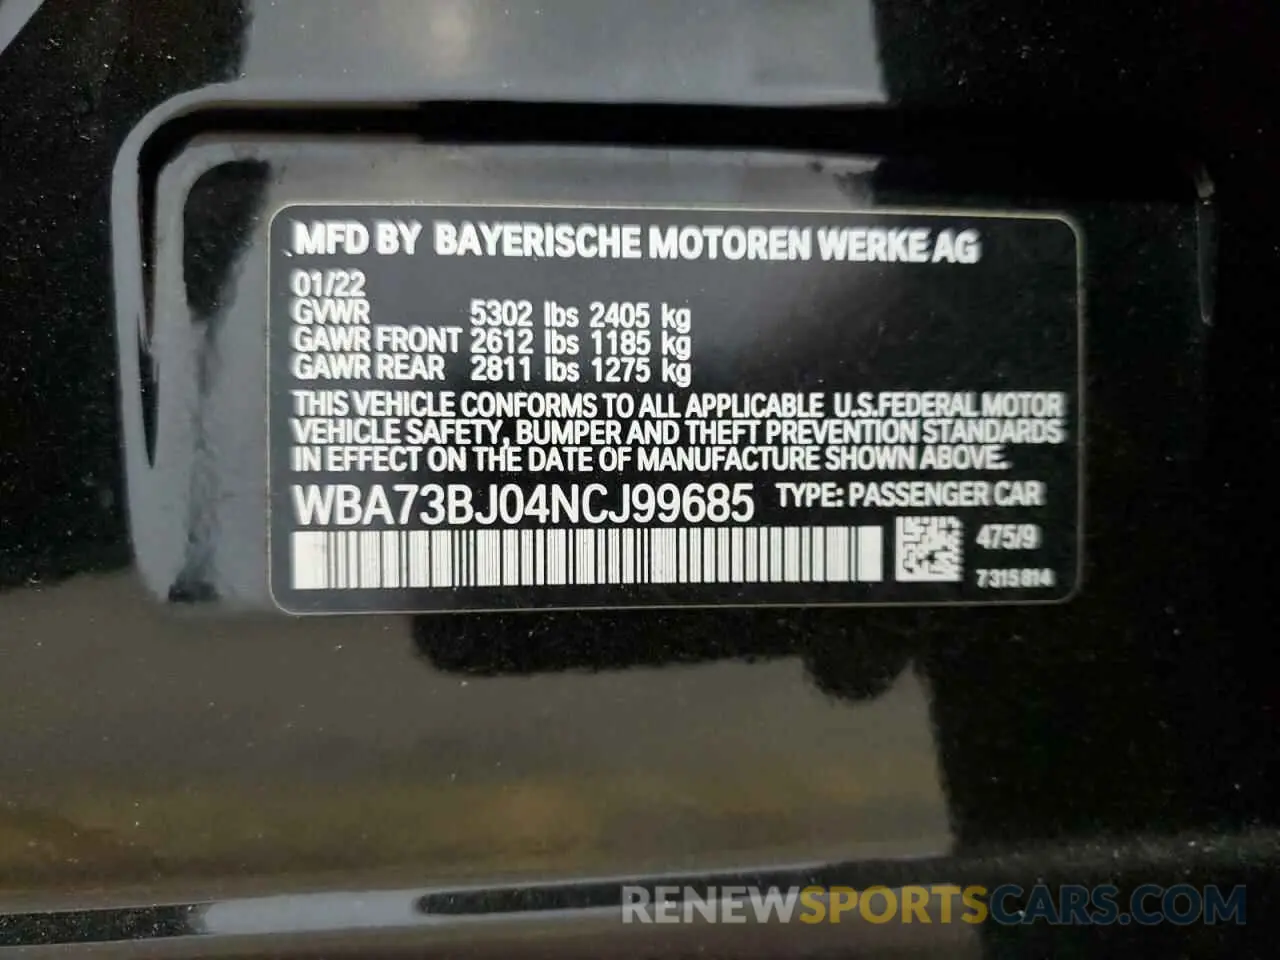 MFD BY BAYERISCHE MOTOREN WERKE AG
01/22
GVWR 5302 lbs 2405 kg
GAWR FRONT 2612 lbs 1185 kg
GAWR REAR 2811 lbs 1275 kg
THIS VEHICLE CONFORMS TO ALL APPLICABLE U.S.FEDERAL MOTOR
VEHICLE SAFETY, BUMPER AND THEFT PREVENTION STANDARDS
IN EFFECT ON THE DATE OF MANUFACTURE SHOWN ABOVE.
WBA73BJ04NCJ99685 TYPE: PASSENGER CAR
475/9
7315814
RENEWSPORTSCARS.COM